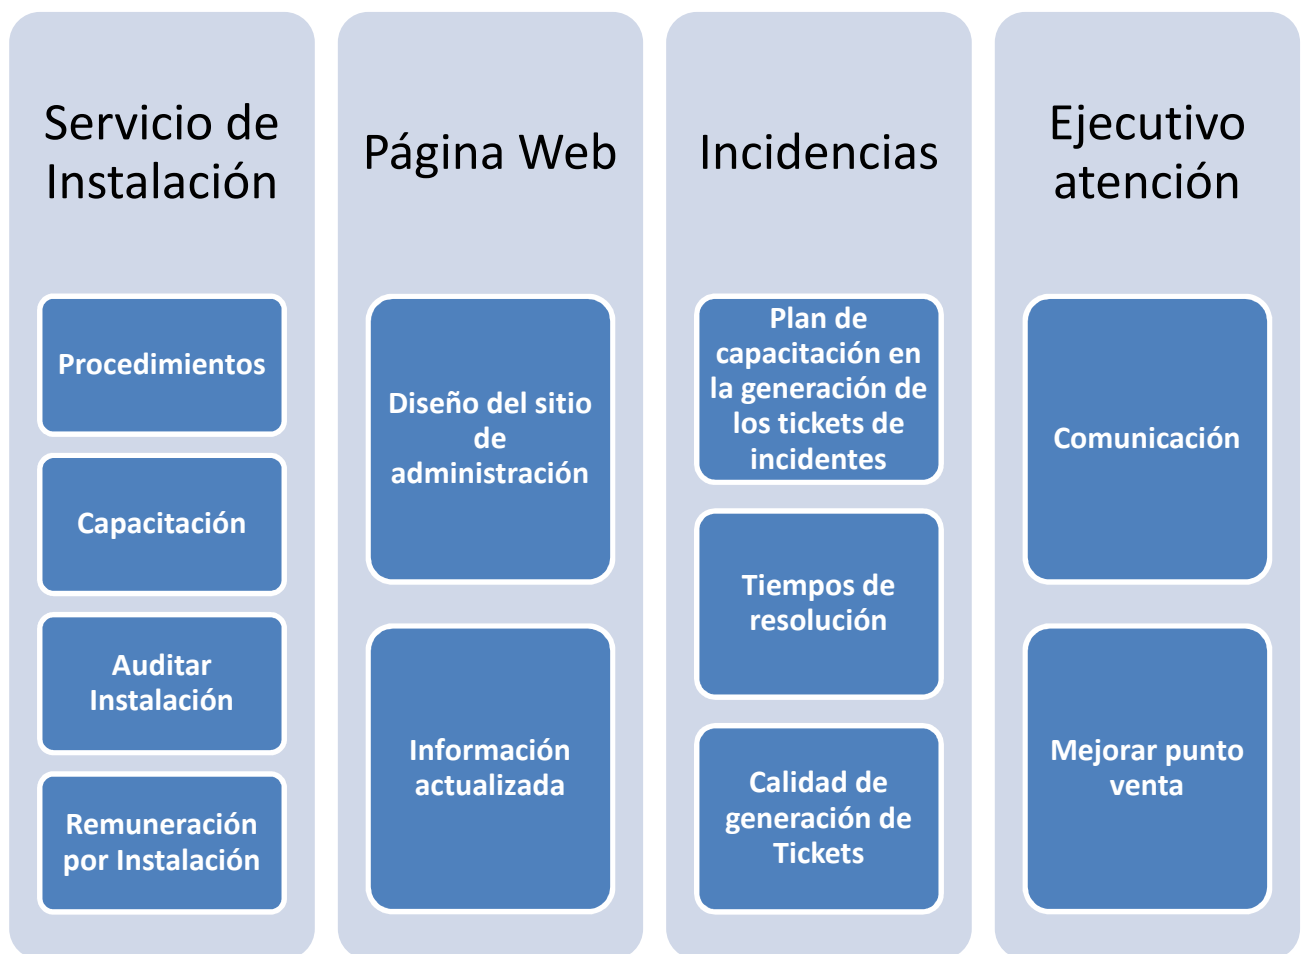 Servicio de
Instalación
Procedimientos
Capacitación
Auditar
Instalación
Remuneración
por Instalación
Página Web
Diseño del sitio
de
administración
Información
actualizada
Incidencias
Plan de
capacitación en
la generación de
los tickets de
incidentes
Tiempos de
resolución
Calidad de
generación de
Tickets
Ejecutivo
atención
Comunicación
Mejorar punto
venta